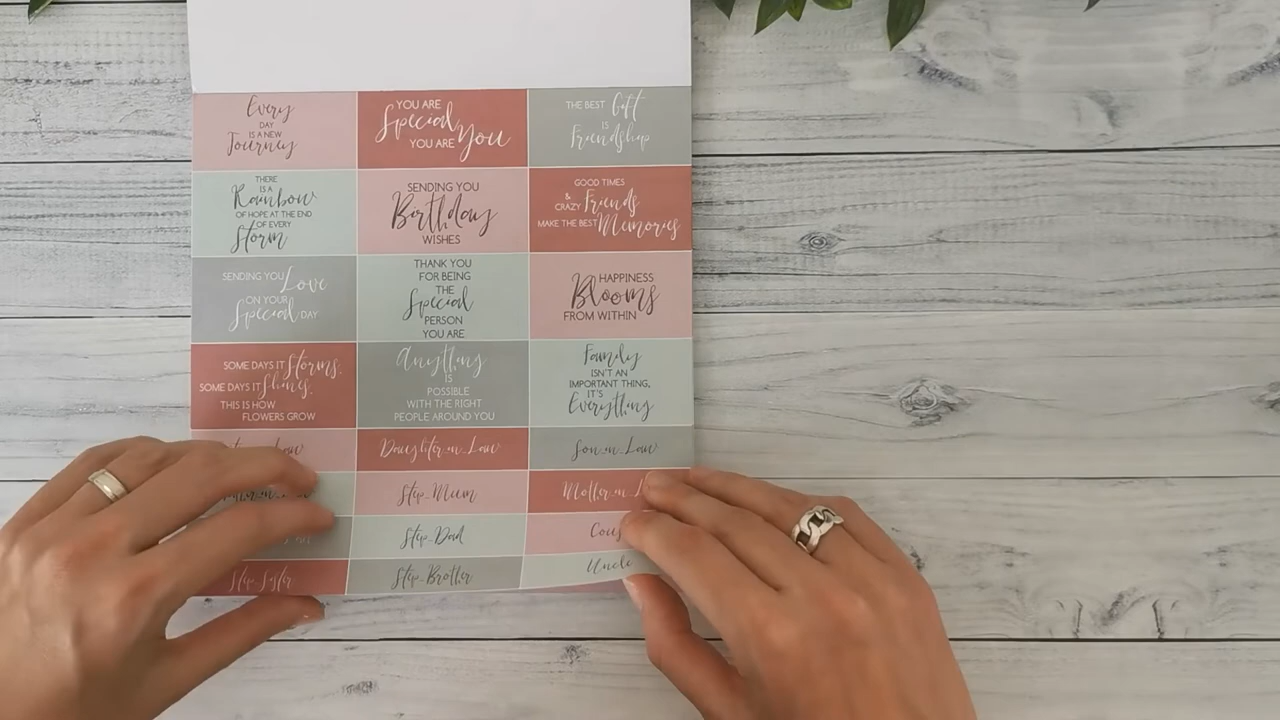 Every
DAY
IS A NEW
Journey
YOU ARE
Special
YOU ARE You
THE BEST Gift
IS
Friendship
THERE
IS A
Rainbow
OF HOPE AT THE END
OF EVERY
Storm
SENDING YOU
Birthday
WISHES
GOOD TIMES
& CRAZY Friends
MAKE THE BEST Memories
SENDING YOU Love
ON YOUR
Special DAY
THANK YOU
FOR BEING
THE
Special
PERSON
YOU ARE
HAPPINESS
Blooms
FROM WITHIN
SOME DAYS IT Storms,
SOME DAYS IT Shines,
THIS IS HOW
FLOWERS GROW
Anything
IS
POSSIBLE
WITH THE RIGHT
PEOPLE AROUND YOU
Family
ISN'T AN
IMPORTANT THING,
IT'S
Everything
Daughter-in-Law
Son-in-Law
Step-Mum
Mother-in-L
Step-Dad
Cous
Step-Sister
Step-Brother
Uncle